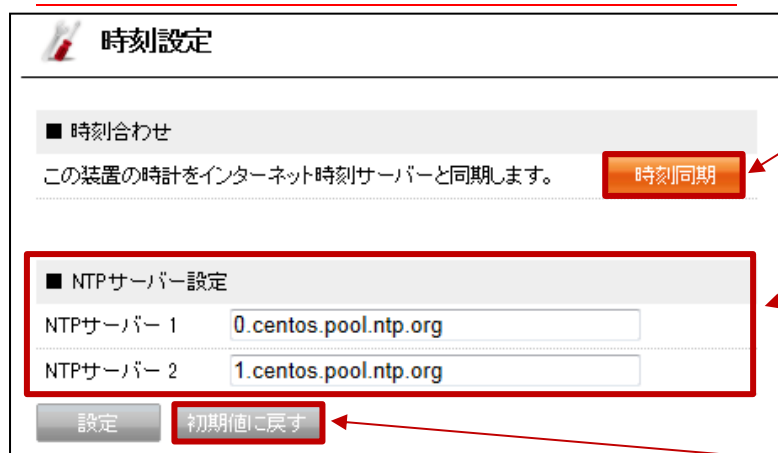 時刻設定
■ 時刻合わせ
この装置の時計をインターネット時刻サーバーと同期します。 時刻同期
■ NTPサーバー設定
NTPサーバー 1 0.centos.pool.ntp.org
NTPサーバー 2 1.centos.pool.ntp.org
設定 初期値に戻す